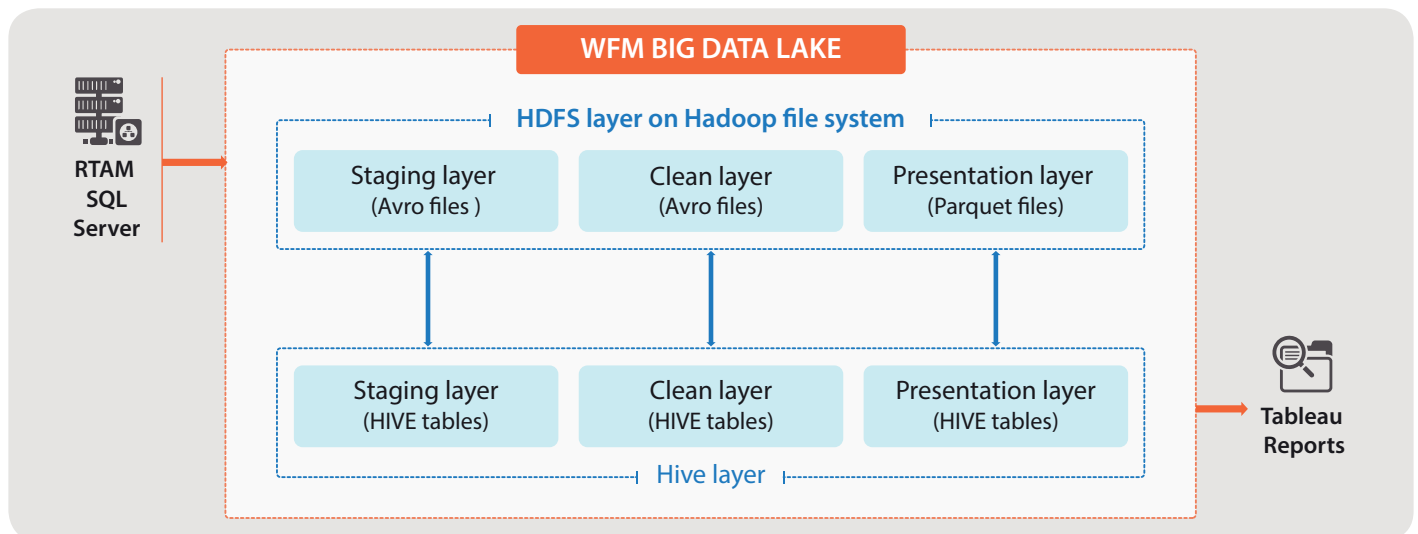 WFM BIG DATA LAKE
RTAM
SQL
Server
HDFS layer on Hadoop file system
Staging layer
(Avro files )
Clean layer
(Avro files)
Presentation layer
(Parquet files)
Staging layer
(HIVE tables)
Clean layer
(HIVE tables)
Presentation layer
(HIVE tables)
Hive layer
Tableau
Reports